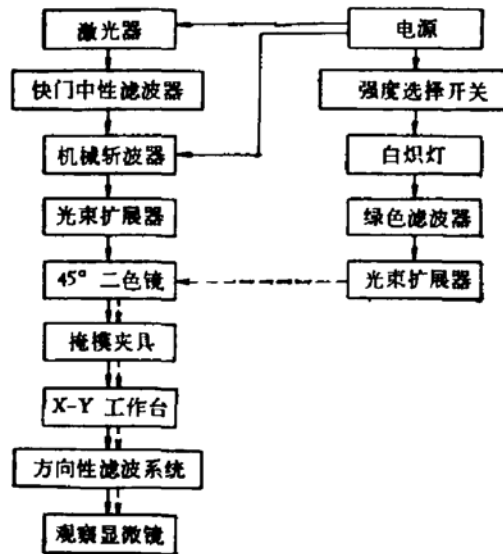 激光器
电源
快门中性滤波器
强度选择开关
机械斩波器
白炽灯
光束扩展器
绿色滤波器
45° 二色镜
光束扩展器
掩模夹具
X-Y 工作台
方向性滤波系统
观察显微镜